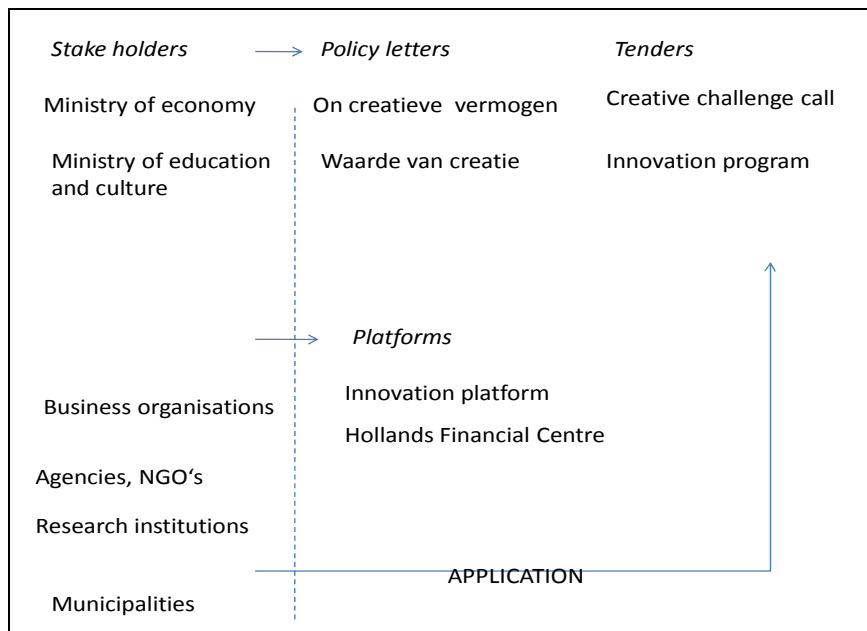 Stake holders
Policy letters
Tenders
Ministry of economy
On creatieve vermogen
Creative challenge call
Ministry of education
and culture
Waarde van creatie
Innovation program
Platforms
Business organisations
Innovation platform
Hollands Financial Centre
Agencies, NGO‘s
Research institutions
APPLICATION
Municipalities